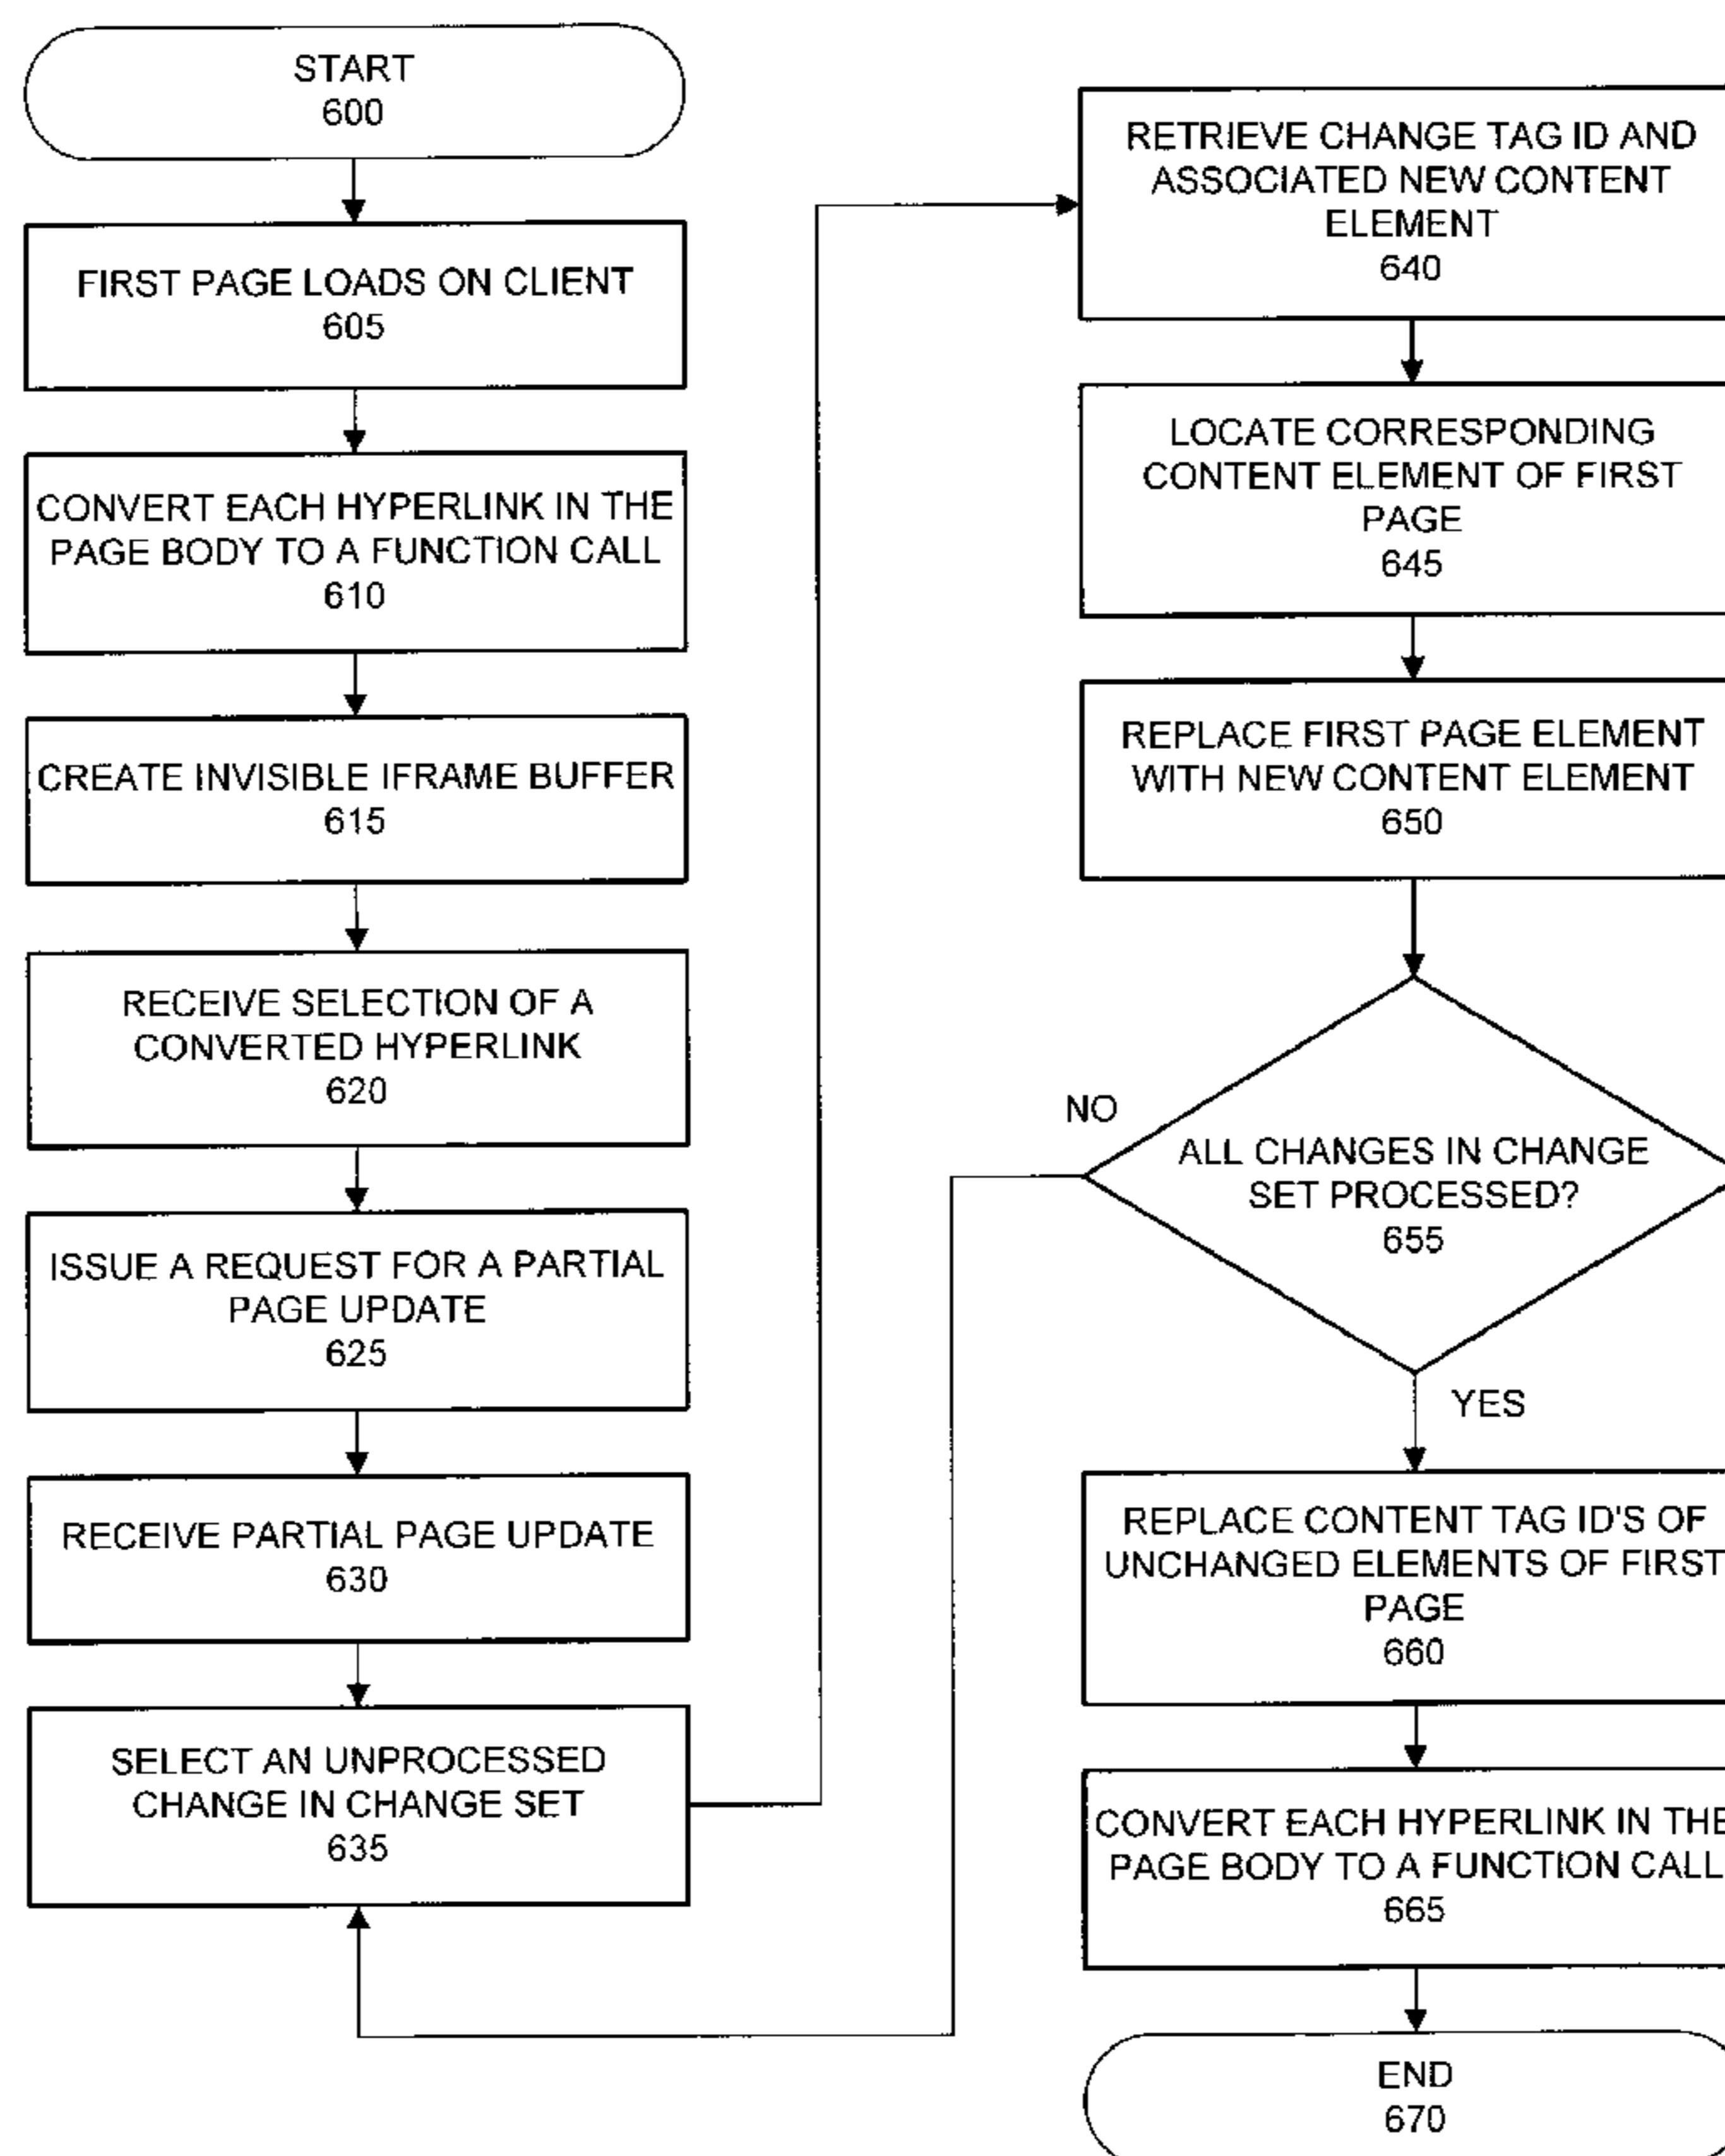 START
600
FIRST PAGE LOADS ON CLIENT
605
CONVERT EACH HYPERLINK IN THE
PAGE BODY TO A FUNCTION CALL
610
CREATE INVISIBLE IFRAME BUFFER
615
RECEIVE SELECTION OF A
CONVERTED HYPERLINK
620
ISSUE A REQUEST FOR A PARTIAL
PAGE UPDATE
625
RECEIVE PARTIAL PAGE UPDATE
630
SELECT AN UNPROCESSED
CHANGE IN CHANGE SET
635
RETRIEVE CHANGE TAG ID AND
ASSOCIATED NEW CONTENT
ELEMENT
640
LOCATE CORRESPONDING
CONTENT ELEMENT OF FIRST
PAGE
645
REPLACE FIRST PAGE ELEMENT
WITH NEW CONTENT ELEMENT
650
NO
ALL CHANGES IN CHANGE
SET PROCESSED?
655
YES
REPLACE CONTENT TAG ID'S OF
UNCHANGED ELEMENTS OF FIRST
PAGE
660
CONVERT EACH HYPERLINK IN THE
PAGE BODY TO A FUNCTION CALL
665
END
670